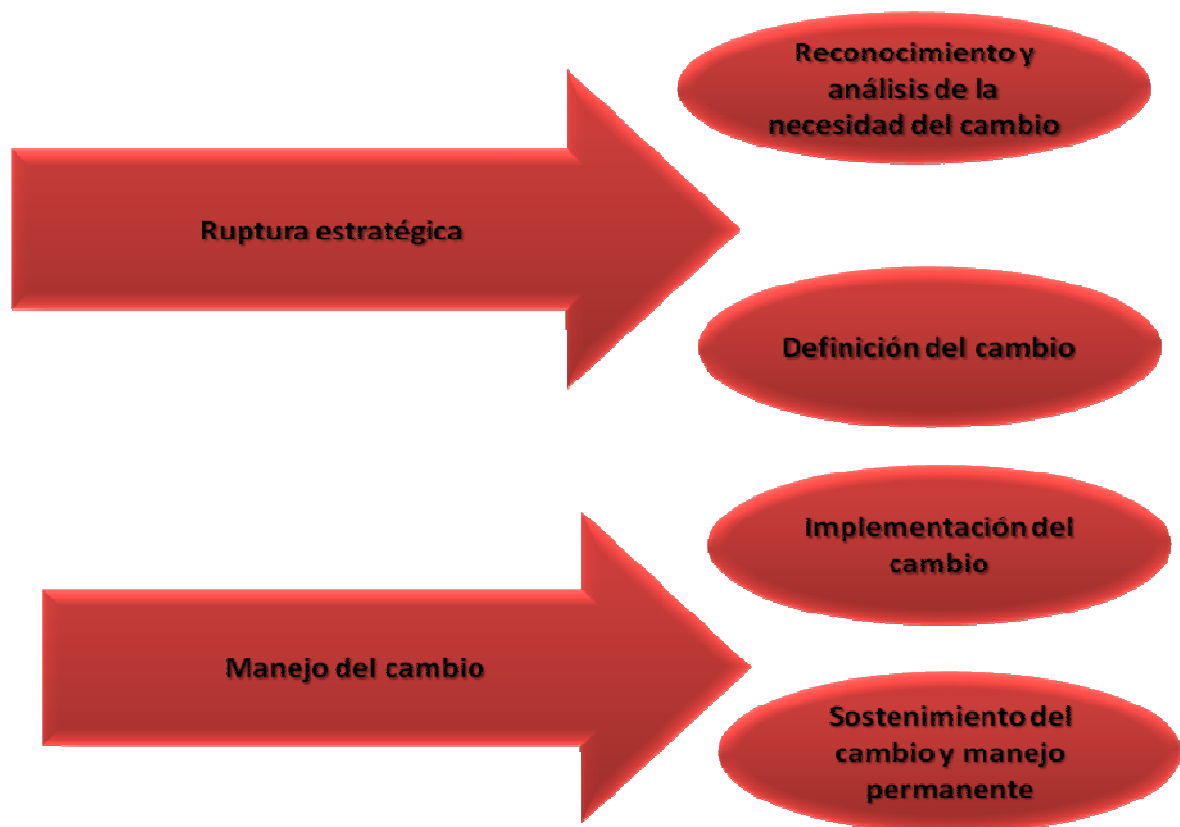 Reconocimiento y
análisis de la
necesidad del cambio
Ruptura estratégica
Definición del cambio
Implementación del
cambio
Manejo del cambio
Sostenimiento del
cambio y manejo
permanente